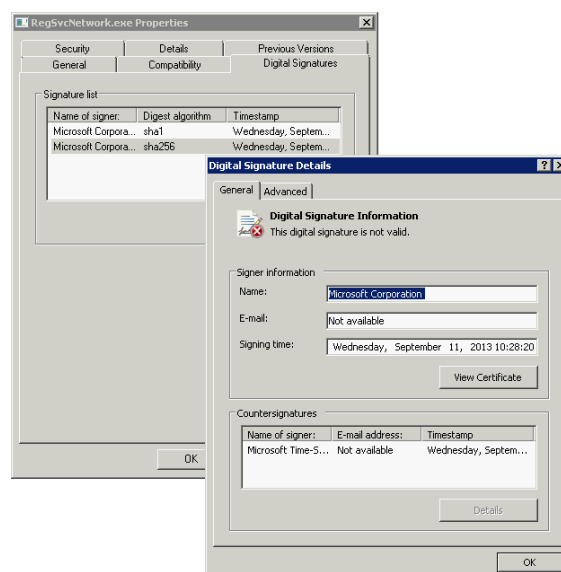 RegSvcNetwork.exe Properties
Security Details Previous Versions
General Compatibility Digital Signatures
Signature list
Name of signer: Digest algorithm Timestamp
Microsoft Corpora... sha1 Wednesday, Septem...
Microsoft Corpora... sha256 Wednesday, Septem...
OK
Digital Signature Details
General Advanced
Digital Signature Information
This digital signature is not valid.
Signer information
Name: Microsoft Corporation
E-mail: Not available
Signing time: Wednesday, September 11, 2013 10:28:20
View Certificate
Countersignatures
Name of signer: E-mail address: Timestamp
Microsoft Time-S... Not available Wednesday, Septem...
Details
OK